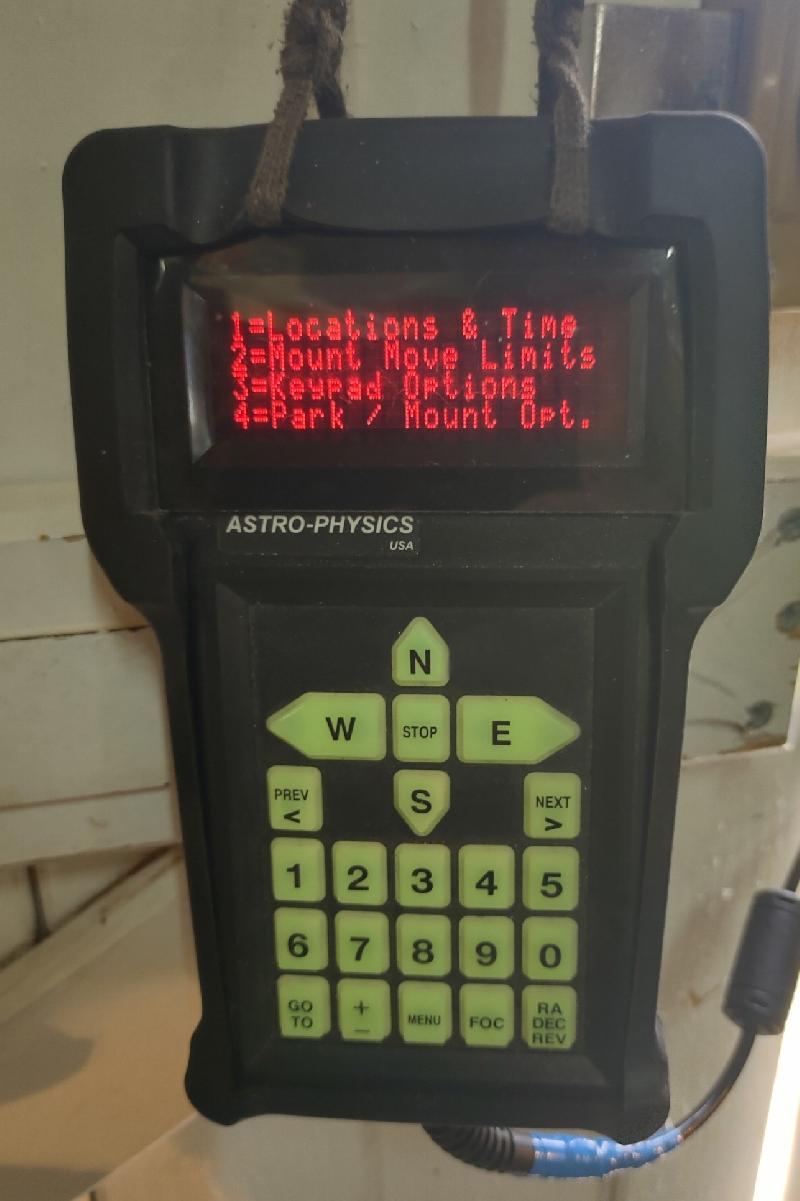 1=Locations & Time
2=Mount Move Limits
3=Keypad Options
4=Park / Mount Opt.
ASTRO-PHYSICS
USA
N
W STOP E
PREV < S NEXT >
1 2 3 4 5
6 7 8 9 0
GO TO + - MENU FOC RA DEC REV